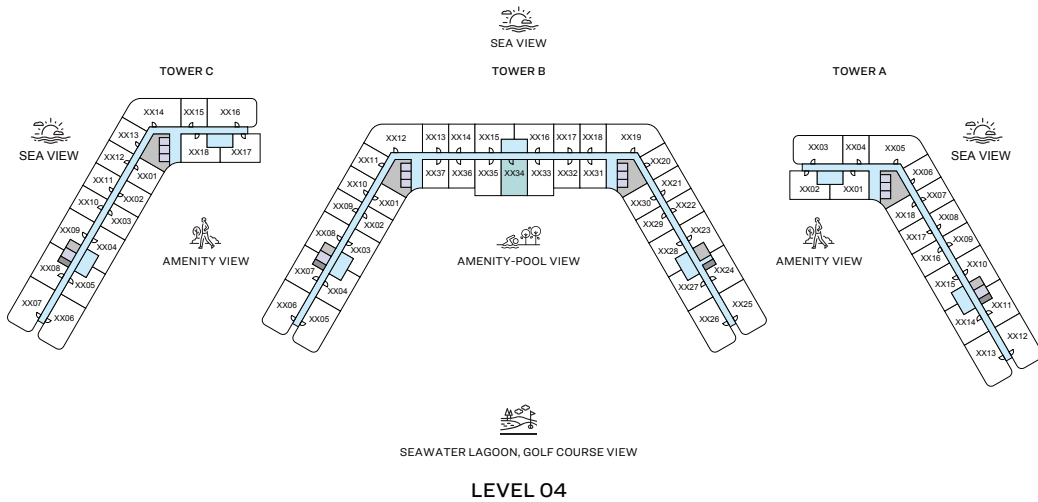 SEA VIEW
TOWER C
TOWER B
TOWER A
SEA VIEW
SEA VIEW
XX14
XX15
XX16
XX13
XX18
XX17
XX12
XX01
XX11
XX02
XX10
XX03
XX09
XX04
XX08
XX05
XX07
XX06
AMENITY VIEW
XX12
XX13
XX14
XX15
XX16
XX17
XX18
XX19
XX11
XX37
XX36
XX35
XX34
XX33
XX32
XX31
XX20
XX10
XX01
XX30
XX21
XX09
XX02
XX29
XX22
XX08
XX03
XX28
XX23
XX07
XX04
XX27
XX24
XX06
XX05
XX26
XX25
AMENITY-POOL VIEW
XX03
XX04
XX05
XX02
XX01
XX06
XX18
XX07
XX17
XX08
XX16
XX09
XX15
XX10
XX14
XX11
XX13
XX12
AMENITY VIEW
SEAWATER LAGOON, GOLF COURSE VIEW
LEVEL 04